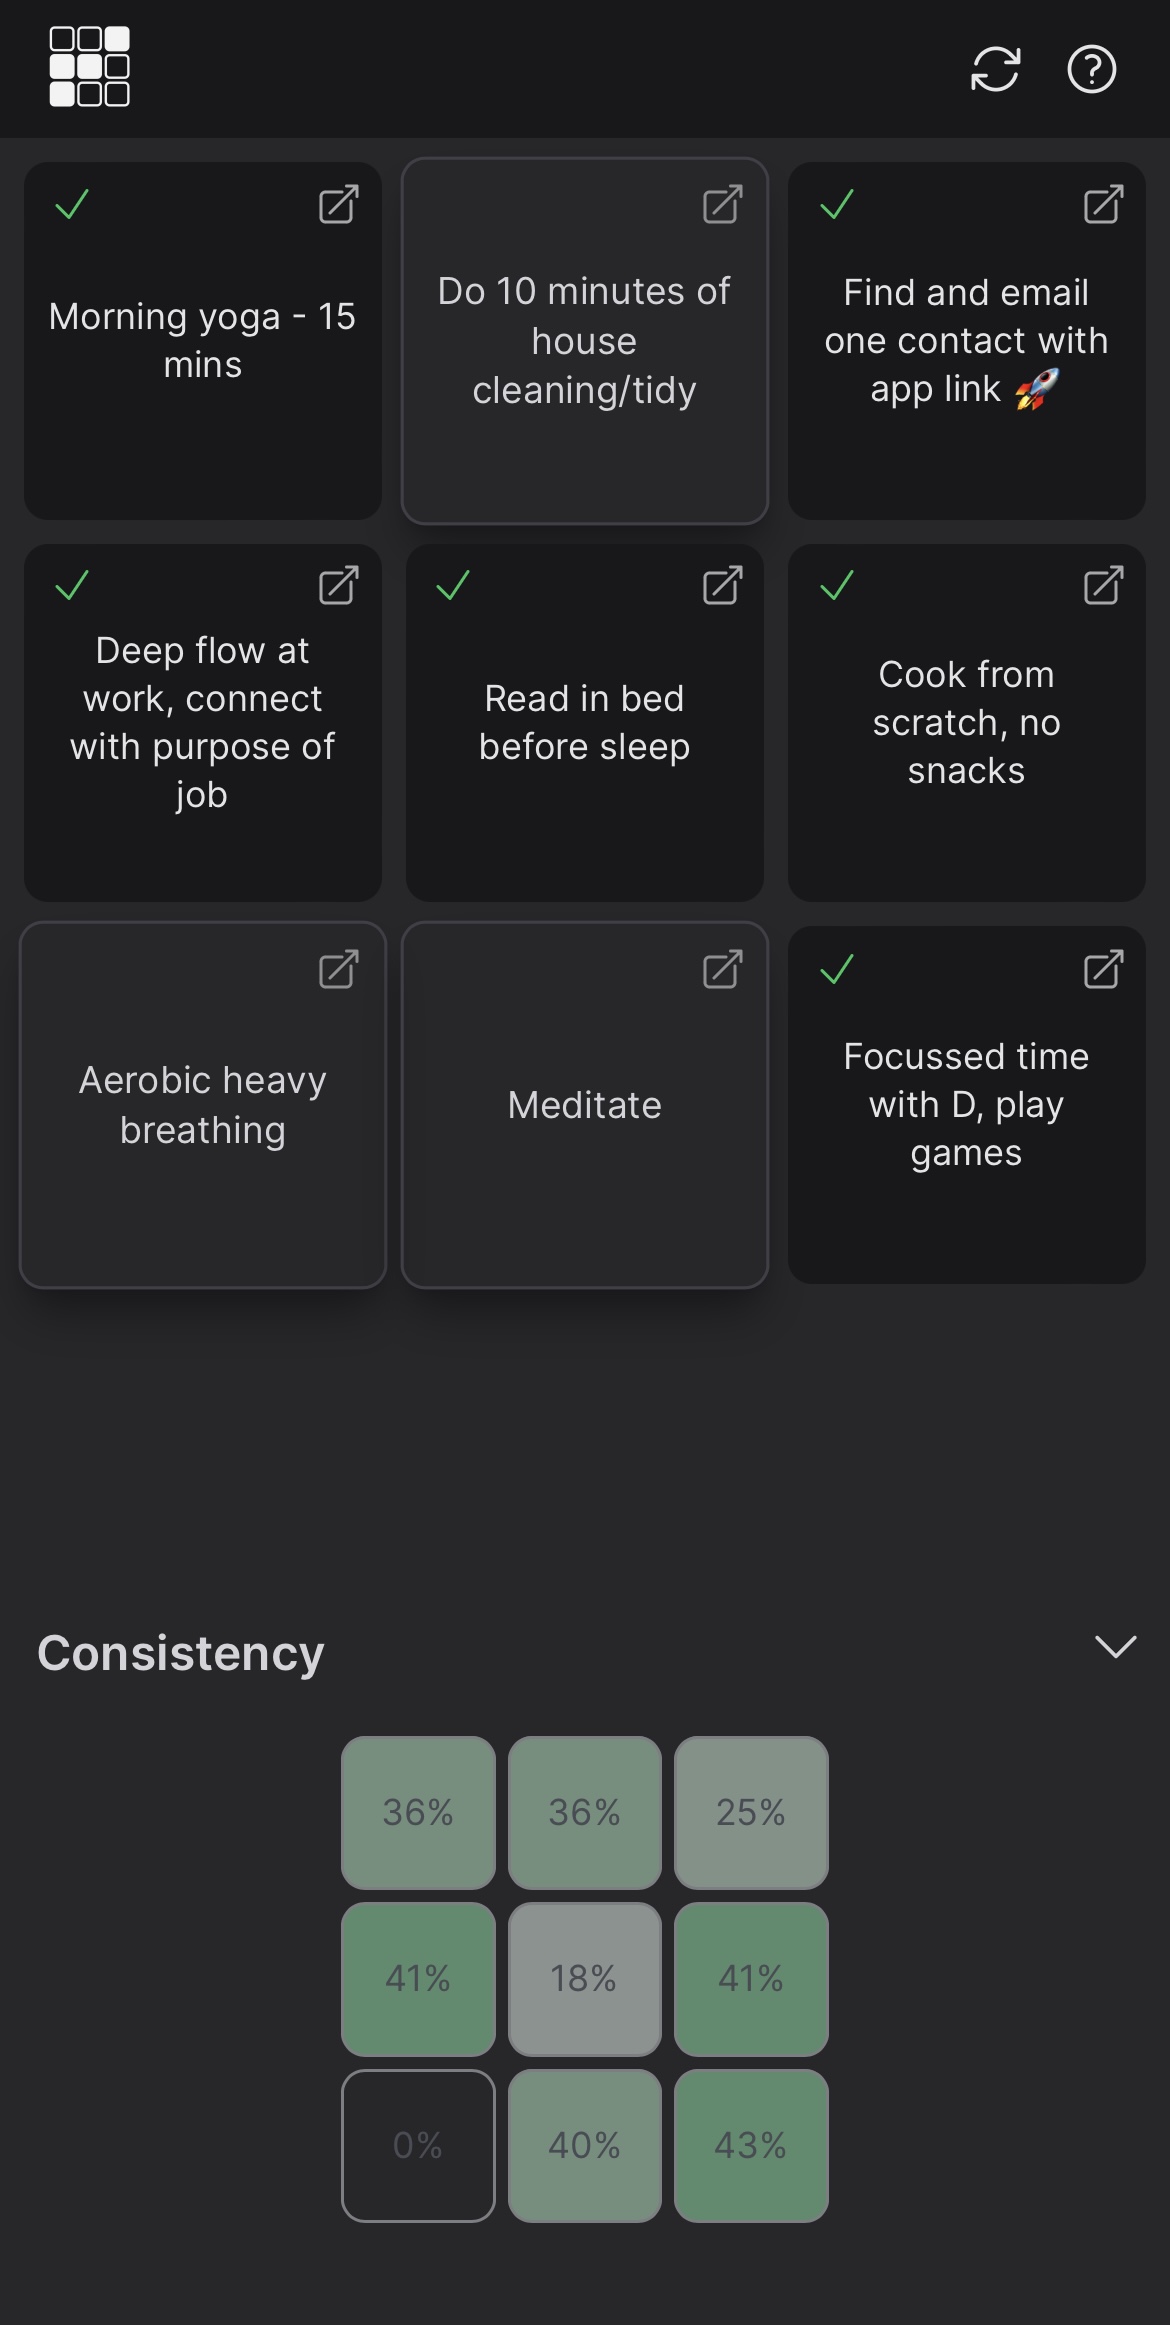 Morning yoga - 15
mins
Do 10 minutes of
house
cleaning/tidy
Find and email
one contact with
app link 🚀
Deep flow at
work, connect
with purpose of
job
Read in bed
before sleep
Cook from
scratch, no
snacks
Aerobic heavy
breathing
Meditate
Focussed time
with D, play
games
Consistency
36% 36% 25%
41% 18% 41%
0% 40% 43%